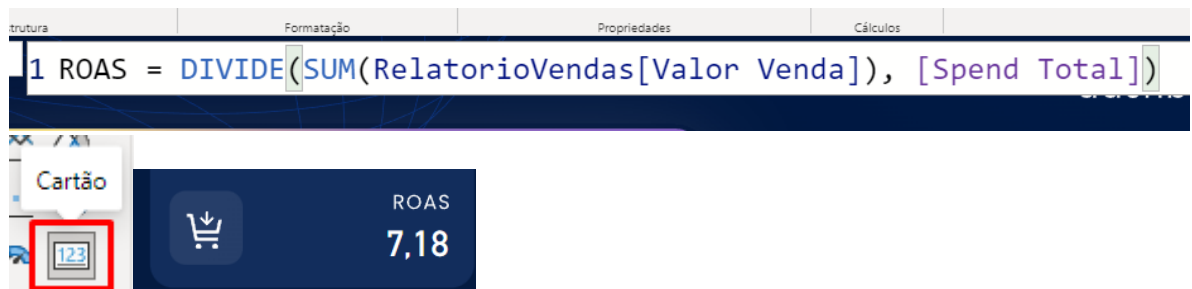 trutura Formatação Propriedades Cálculos
1 ROAS = DIVIDE(SUM(RelatorioVendas[Valor Venda]), [Spend Total])
Cartão
123
ROAS
7,18